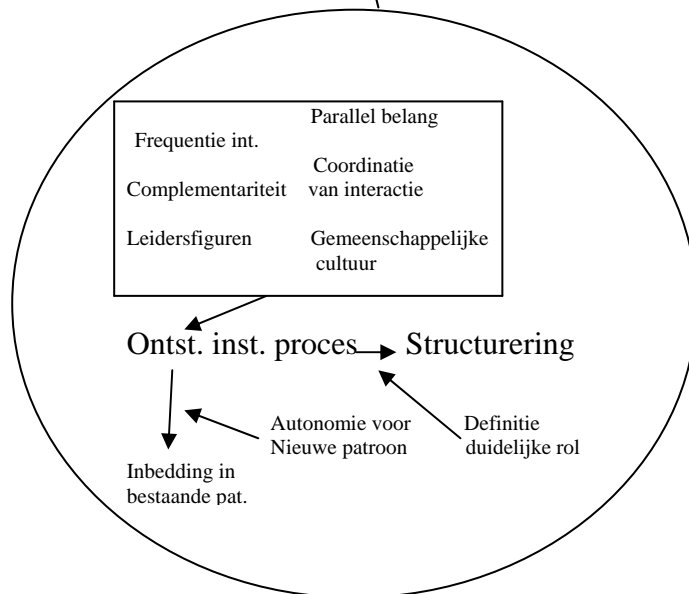 Parallel belang
Frequentie int.
Coordinatie
Complementariteit van interactie
Leidersfiguren Gemeenschappelijke
cultuur
Ontst. inst. proces Structurering
Autonomie voor
Nieuwe patroon
Definitie
duidelijke rol
Inbedding in
bestaande pat.